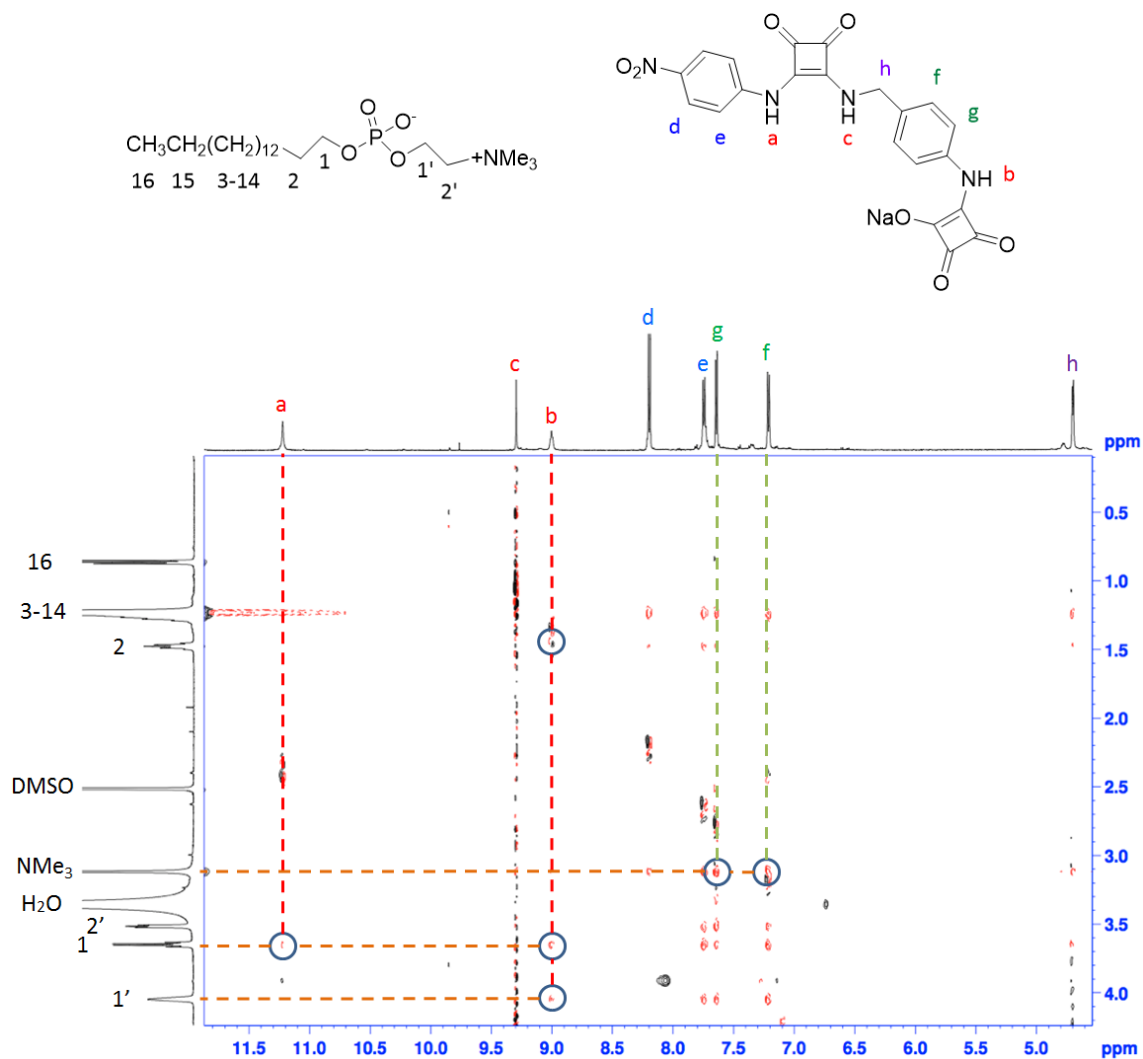 O O
O₂N
h
f
N
H
N
H
g
d e a c
NH b
NaO
O
O
O
P
O⁻
CH₃CH₂(CH₂)₁₂
O
O
+NMe₃
1
1'
2'
16 15 3-14 2
a c b d e g f h
ppm
0.5
16
1.0
3-14
2
1.5
2.0
DMSO
2.5
NMe₃
3.0
H₂O
2’
3.5
1
1’
4.0
11.5 11.0 10.5 10.0 9.5 9.0 8.5 8.0 7.5 7.0 6.5 6.0 5.5 5.0 ppm